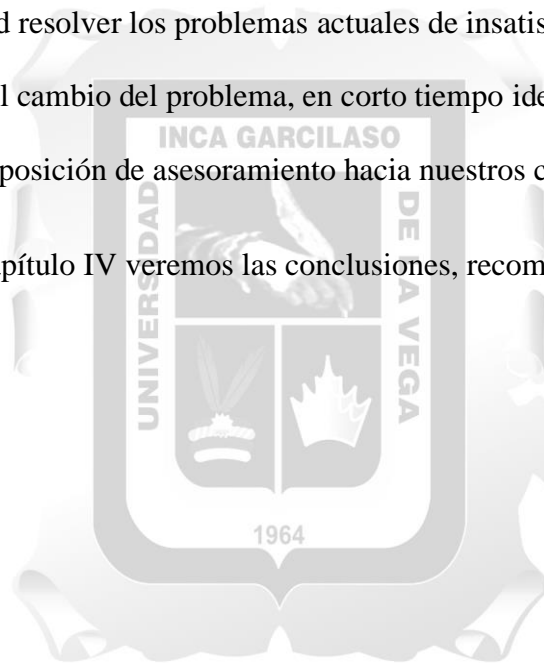 d resolver los problemas actuales de insatis
l cambio del problema, en corto tiempo ide
posición de asesoramiento hacia nuestros c
pítulo IV veremos las conclusiones, recom
INCA GARCILASO
UNIVERSIDAD
DE LA VEGA
1964